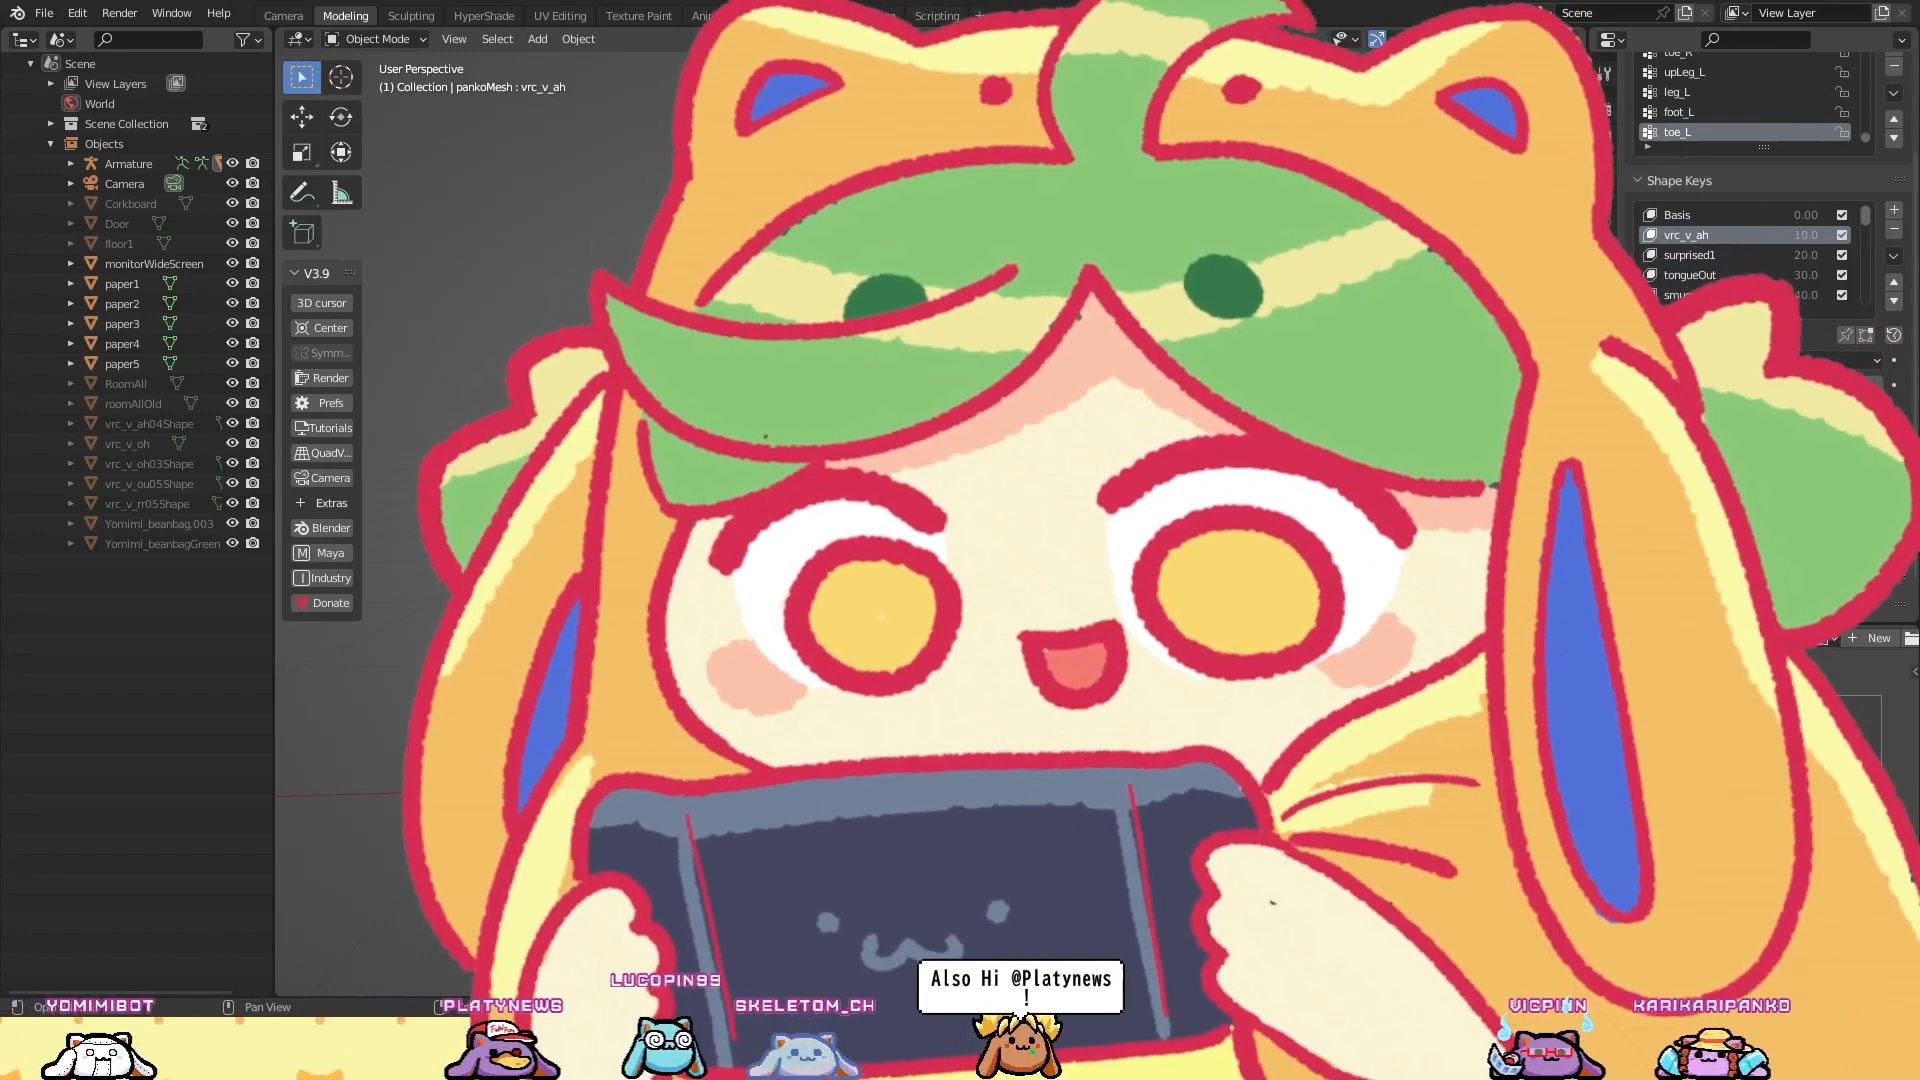 File Edit Render Window Help
Camera Modeling Sculpting HyperShade UV Editing Texture Paint Scripting +
Scene View Layer
Object Mode View Select Add Object
User Perspective
(1) Collection | pankoMesh : vrc_v_ah
Scene
View Layers
World
Scene Collection
2
Objects
Armature
Camera
Corkboard
Door
floor1
monitorWideScreen
paper1
paper2
paper3
paper4
paper5
RoomAll
roomAllOld
vrc_v_ah04Shape
vrc_v_oh
vrc_v_oh03Shape
vrc_v_ou05Shape
vrc_v_rr05Shape
Yomimi_beanbag.003
Yomimi_beanbagGreen
V3.9
3D cursor
Center
Symm...
Render
Prefs
Tutorials
QuadV...
Camera
Extras
Blender
Maya
Industry
Donate
toe_R
upLeg_L
leg_L
foot_L
toe_L
Shape Keys
Basis 0.00
vrc_v_ah 10.0
surprised1 20.0
tongueOut 30.0
40.0
New
Pan View
YOMIMIBOT
PLATYNEWS
LUCOPIN99
SKELETOM_CH
Also Hi @Platynews
!
VICPIIN
KARIKARIPANKO